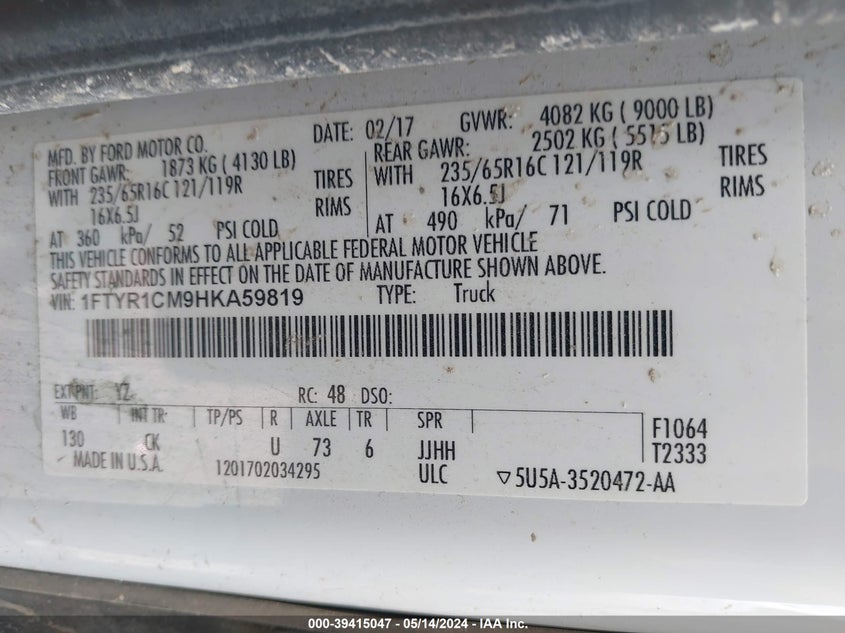 MFD. BY FORD MOTOR CO. DATE: 02/17 GVWR: 4082 KG ( 9000 LB)
FRONT GAWR: 1873 KG ( 4130 LB) REAR GAWR: 2502 KG ( 5515 LB)
WITH 235/65R16C 121/119R TIRES WITH 235/65R16C 121/119R TIRES
16X6.5J RIMS 16X6.5J RIMS
AT 360 kPa/ 52 PSI COLD AT 490 kPa/ 71 PSI COLD
THIS VEHICLE CONFORMS TO ALL APPLICABLE FEDERAL MOTOR VEHICLE
SAFETY STANDARDS IN EFFECT ON THE DATE OF MANUFACTURE SHOWN ABOVE.
VIN: 1FTYR1CM9HKA59819 TYPE: Truck
EXT PNT: YZ RC: 48 DSO:
WB INT TR: TP/PS R AXLE TR SPR F1064
130 CK U 73 6 JJHH T2333
MADE IN U.S.A. 1201702034295 ULC ▽5U5A-3520472-AA
000-39415047 - 05/14/2024 - IAA Inc.